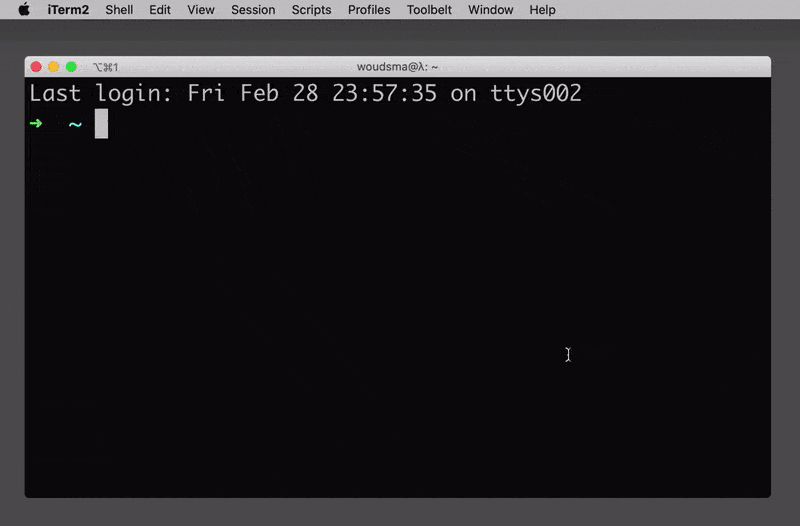 iTerm2 Shell Edit View Session Scripts Profiles Toolbelt Window Help
⌥⌘1 woudsma@λ: ~
Last login: Fri Feb 28 23:57:35 on ttys002
➜ ~